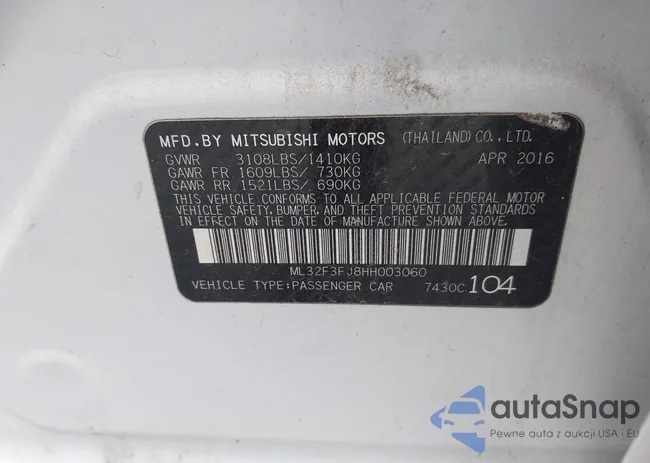 MFD.BY MITSUBISHI MOTORS (THAILAND) CO., LTD.
GVWR 3108LBS/1410KG APR 2016
GAWR FR 1609LBS/ 730KG
GAWR RR 1521LBS/ 690KG
THIS VEHICLE CONFORMS TO ALL APPLICABLE FEDERAL MOTOR
VEHICLE SAFETY, BUMPER, AND THEFT PREVENTION STANDARDS
IN EFFECT ON THE DATE OF MANUFACTURE SHOWN ABOVE.
ML32F3FJ8HH003060
VEHICLE TYPE:PASSENGER CAR 7430C 104
autaSnap
Pewne auta z aukcji USA i EU